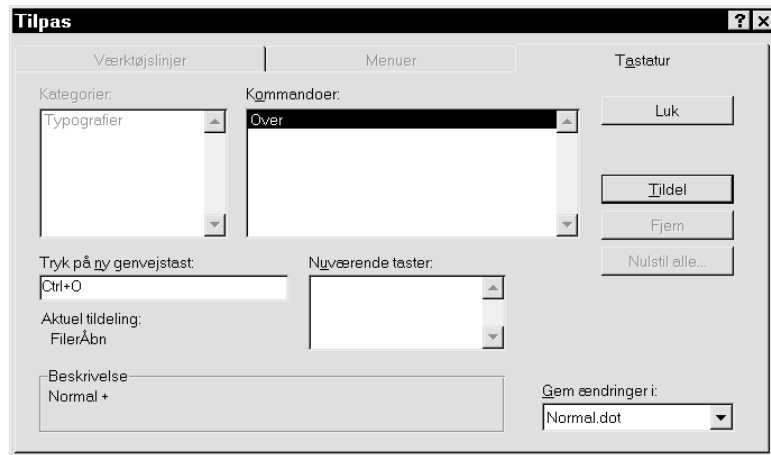 Tilpas
Værktøjslinjer
Menuer
Tastatur
Kategorier:
Typografier
Kommandoer:
Over
Luk
Tildel
Fjern
Nulstil alle...
Tryk på ny genvejstast:
Ctrl+O
Nuværende taster:
Aktuel tildeling:
FilerÅbn
Beskrivelse
Normal +
Gem ændringer i:
Normal.dot